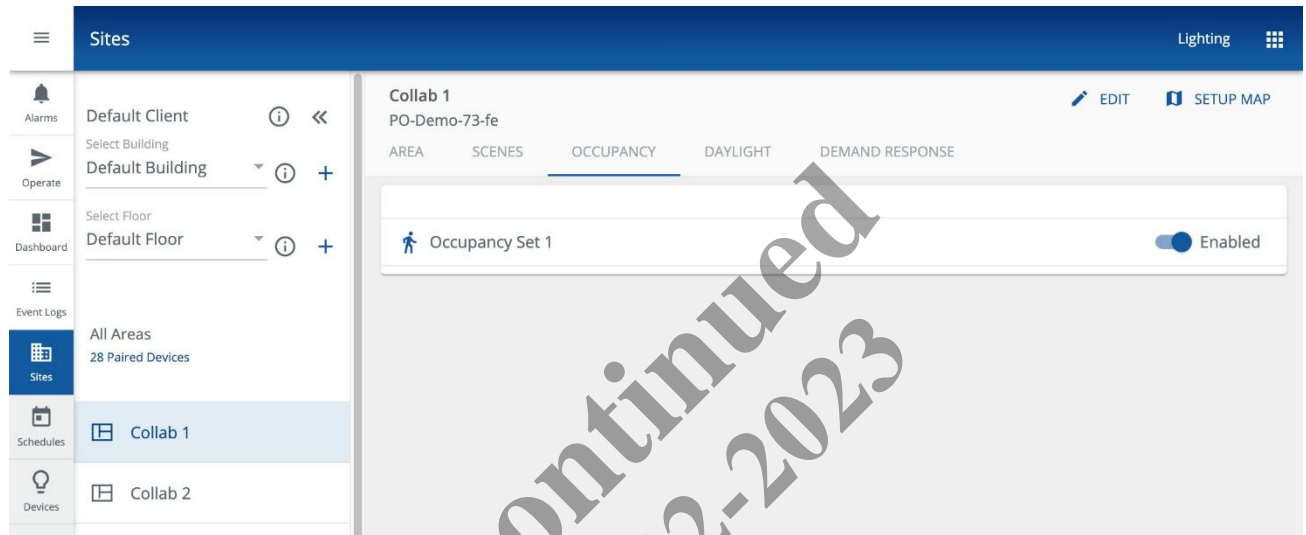 Sites
Lighting
Alarms
Operate
Dashboard
Event Logs
Sites
Schedules
Devices
Default Client
Select Building
Default Building
Select Floor
Default Floor
All Areas
28 Paired Devices
Collab 1
Collab 2
Collab 1
PO-Demo-73-fe
EDIT
SETUP MAP
AREA SCENES OCCUPANCY DAYLIGHT DEMAND RESPONSE
Occupancy Set 1
Enabled
ontinued
2-2023